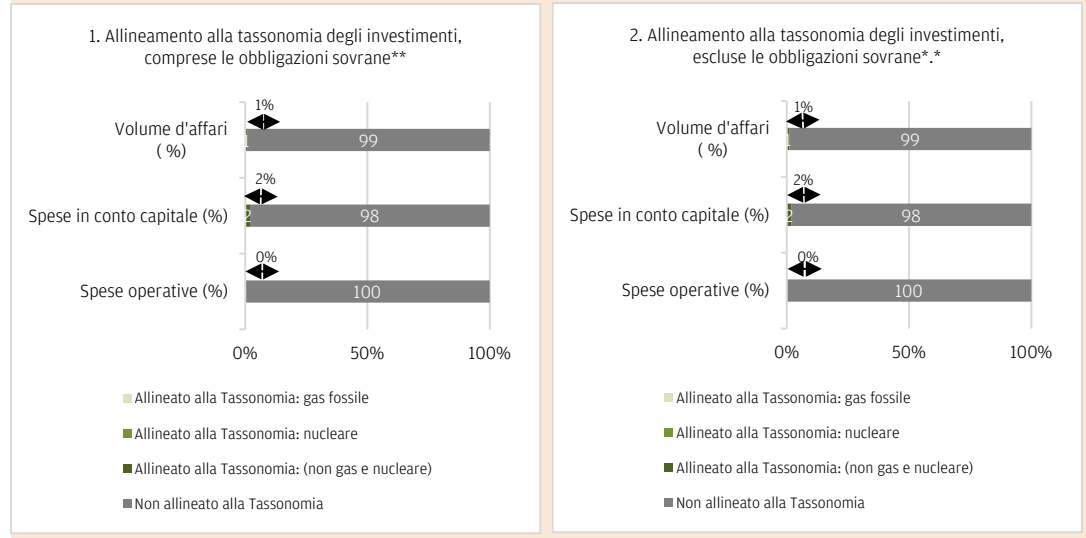 1. Allineamento alla tassonomia degli investimenti,
comprese le obbligazioni sovrane**
1%
Volume d'affari
( %)
1
99
2%
Spese in conto capitale (%)
2
98
0%
Spese operative (%)
100
0%
50%
100%
Allineato alla Tassonomia: gas fossile
Allineato alla Tassonomia: nucleare
Allineato alla Tassonomia: (non gas e nucleare)
Non allineato alla Tassonomia
2. Allineamento alla tassonomia degli investimenti,
escluse le obbligazioni sovrane*.*
1%
Volume d'affari
( %)
1
99
2%
Spese in conto capitale (%)
2
98
0%
Spese operative (%)
100
0%
50%
100%
Allineato alla Tassonomia: gas fossile
Allineato alla Tassonomia: nucleare
Allineato alla Tassonomia: (non gas e nucleare)
Non allineato alla Tassonomia